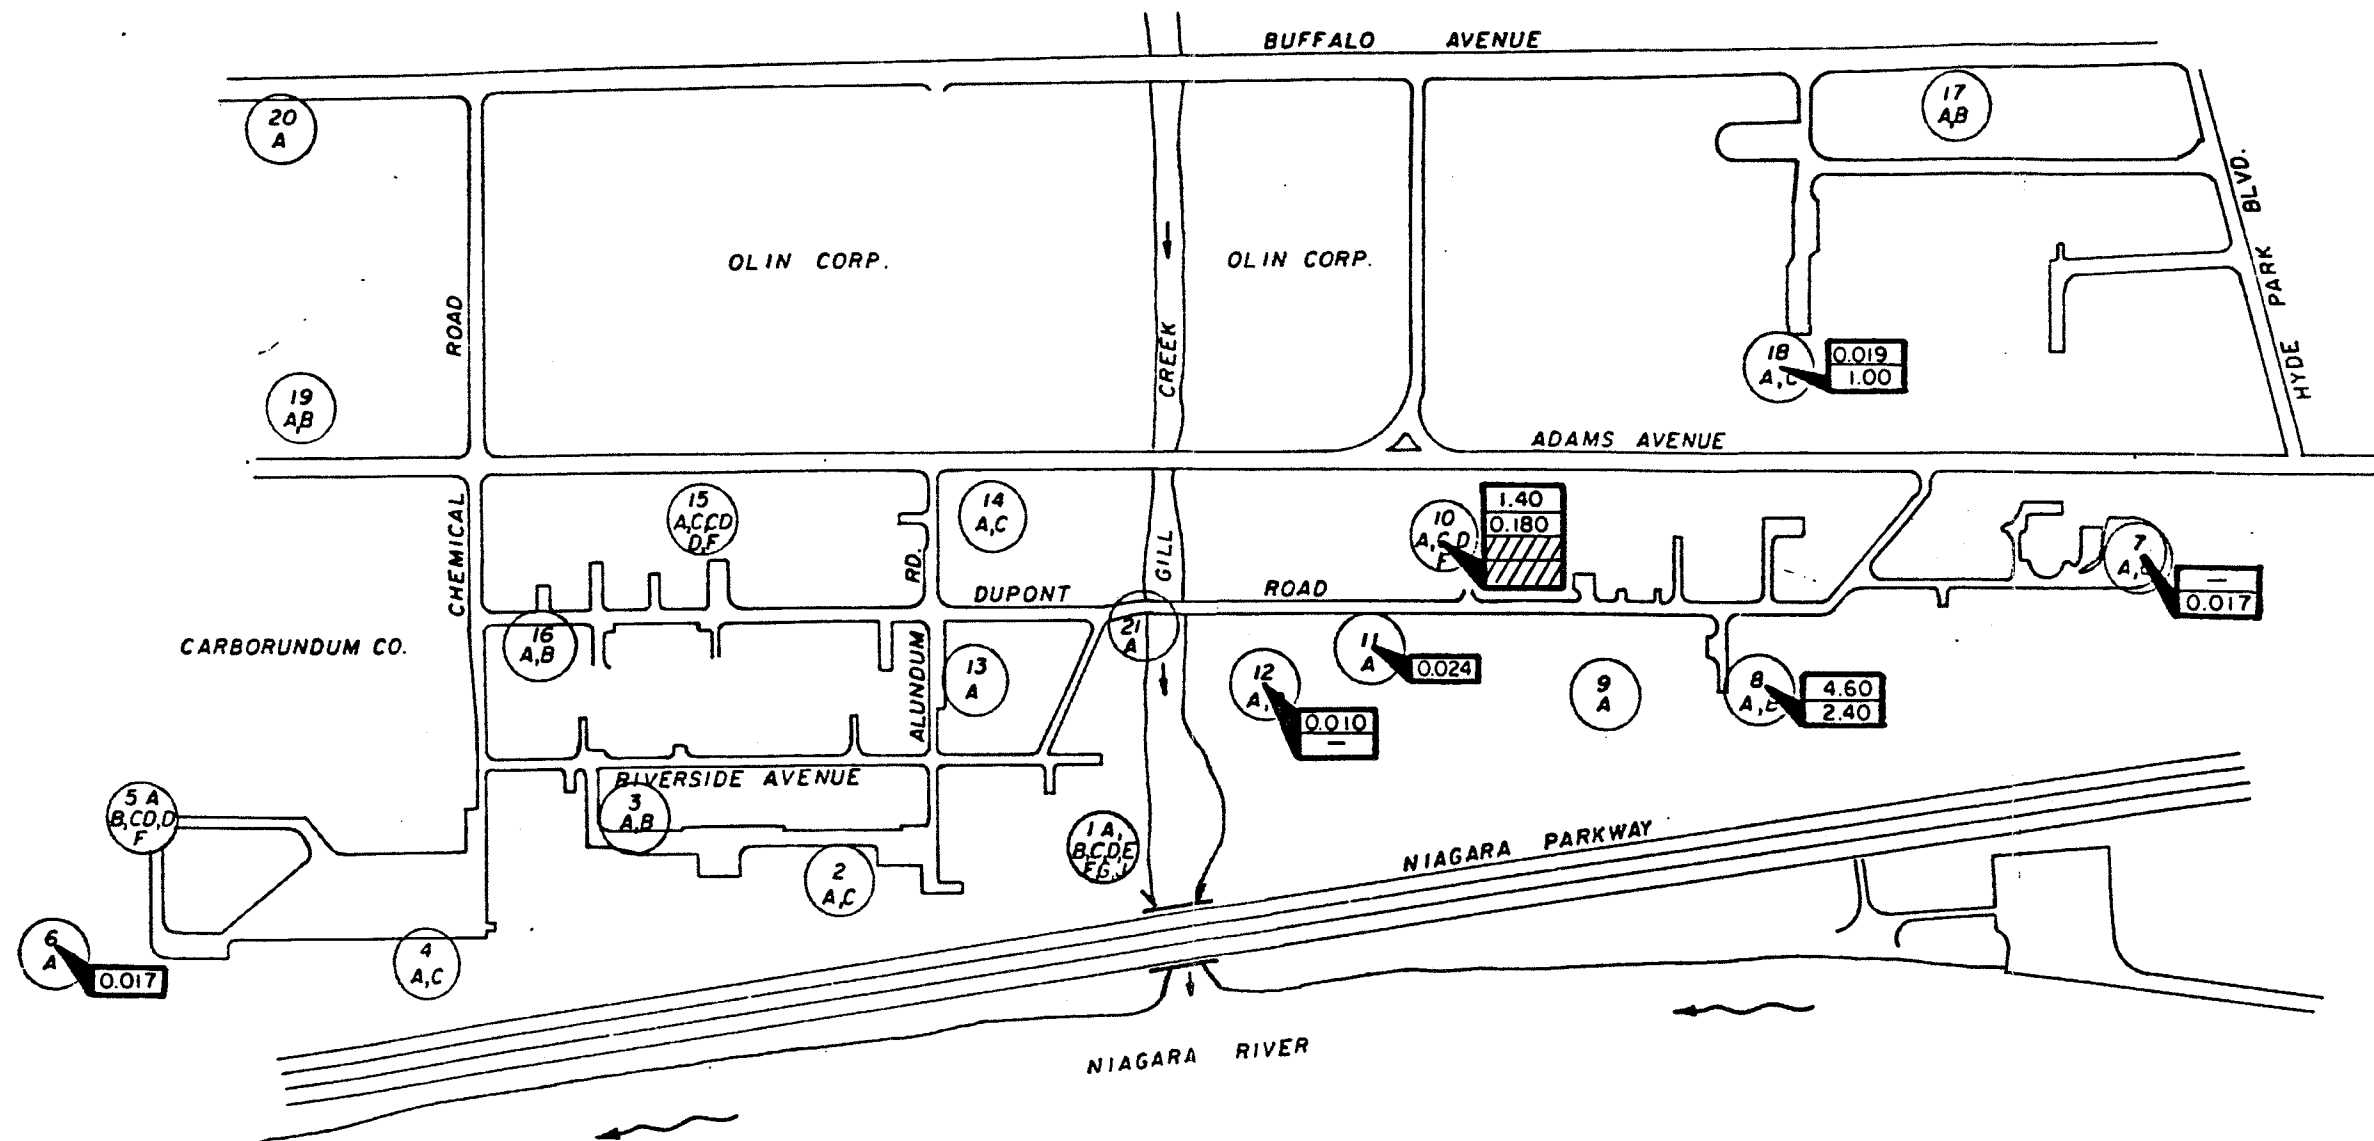 BUFFALO AVENUE
20
A
17
A,B
HYDE PARK BLVD.
OLIN CORP.
OLIN CORP.
CHEMICAL ROAD
GILL CREEK
18
A,C
0.019
1.00
19
A,B
ADAMS AVENUE
15
A,C,CD
D,F
14
A,C
10
A,C,D
F
1.40
0.180
7
—
0.017
ALUNDUM RD.
DUPONT ROAD
CARBORUNDUM CO.
16
A,B
21
A
11
A
0.024
13
A
12
0.010
—
9
A
8
A,E
4.60
2.40
RIVERSIDE AVENUE
5 A
B,CD,D
F
3
A,B
1 A,
B,C,D,E
F,G,J
NIAGARA PARKWAY
2
A,C
6
A
0.017
4
A,C
NIAGARA RIVER